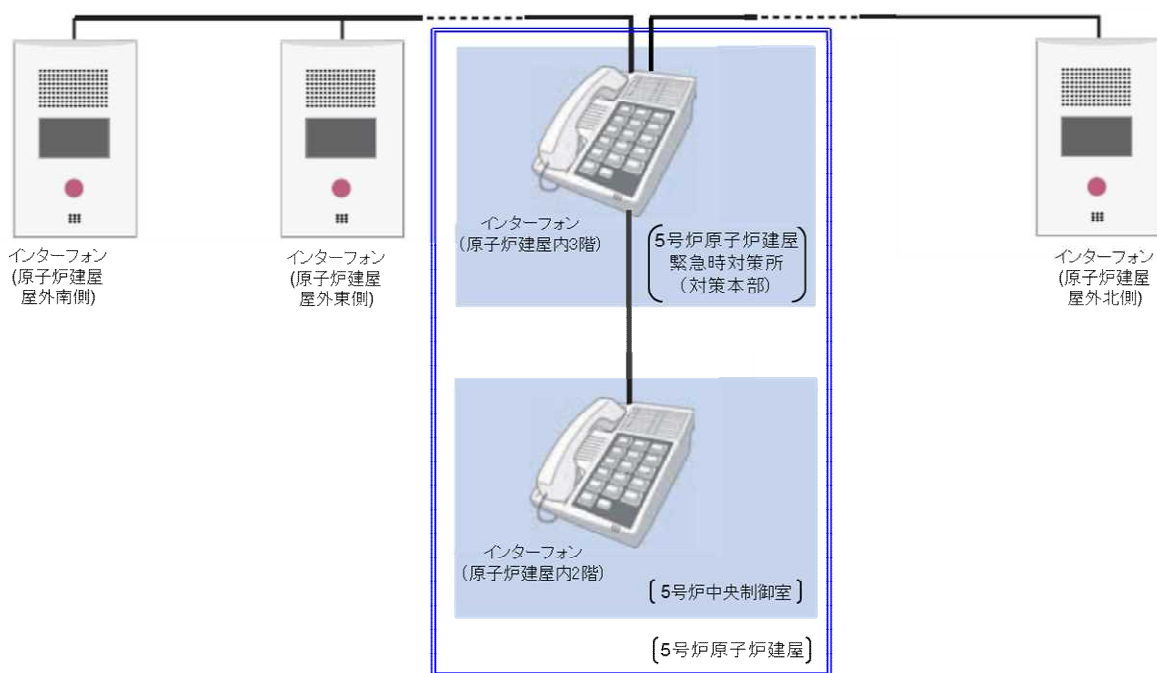 インターフォン
(原子炉建屋
屋外南側)
インターフォン
(原子炉建屋
屋外東側)
インターフォン
(原子炉建屋内3階)
5号炉原子炉建屋
緊急時対策所
(対策本部)
インターフォン
(原子炉建屋
屋外北側)
インターフォン
(原子炉建屋内2階)
〔5号炉中央制御室〕
〔5号炉原子炉建屋〕